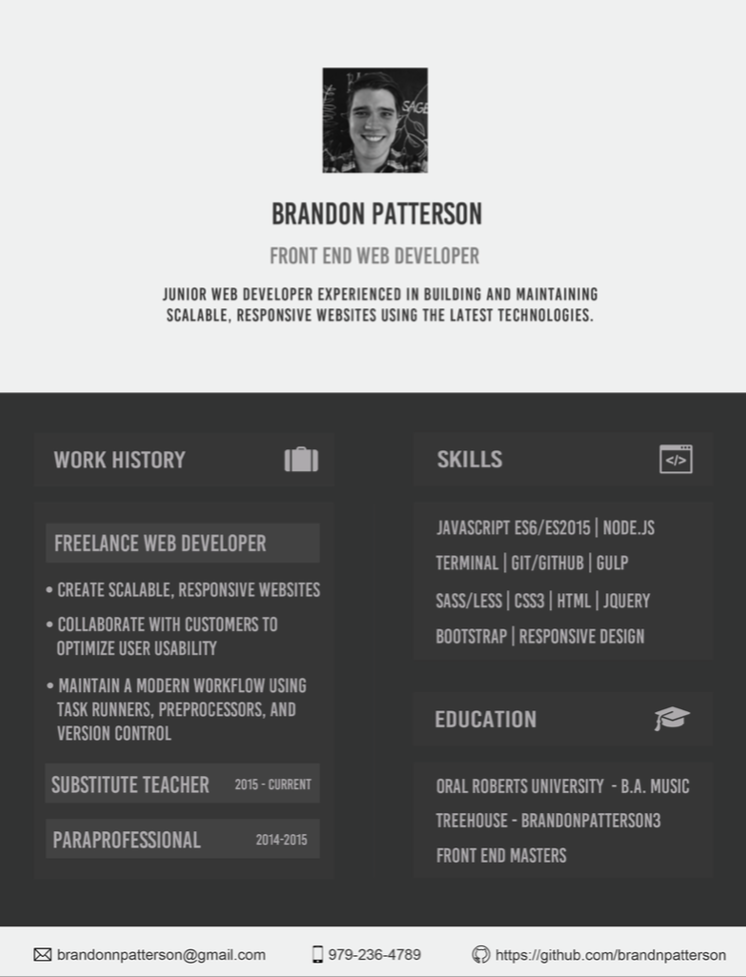 SAGE
BRANDON PATTERSON
FRONT END WEB DEVELOPER
JUNIOR WEB DEVELOPER EXPERIENCED IN BUILDING AND MAINTAINING
SCALABLE, RESPONSIVE WEBSITES USING THE LATEST TECHNOLOGIES.
WORK HISTORY
FREELANCE WEB DEVELOPER
• CREATE SCALABLE, RESPONSIVE WEBSITES
• COLLABORATE WITH CUSTOMERS TO
OPTIMIZE USER USABILITY
• MAINTAIN A MODERN WORKFLOW USING
TASK RUNNERS, PREPROCESSORS, AND
VERSION CONTROL
SUBSTITUTE TEACHER 2015 - CURRENT
PARAPROFESSIONAL 2014-2015
SKILLS
</>
JAVASCRIPT ES6/ES2015 | NODE.JS
TERMINAL | GIT/GITHUB | GULP
SASS/LESS | CSS3 | HTML | JQUERY
BOOTSTRAP | RESPONSIVE DESIGN
EDUCATION
ORAL ROBERTS UNIVERSITY - B.A. MUSIC
TREEHOUSE - BRANDONPATTERSON3
FRONT END MASTERS
brandonnpatterson@gmail.com 979-236-4789 https://github.com/brandnpatterson